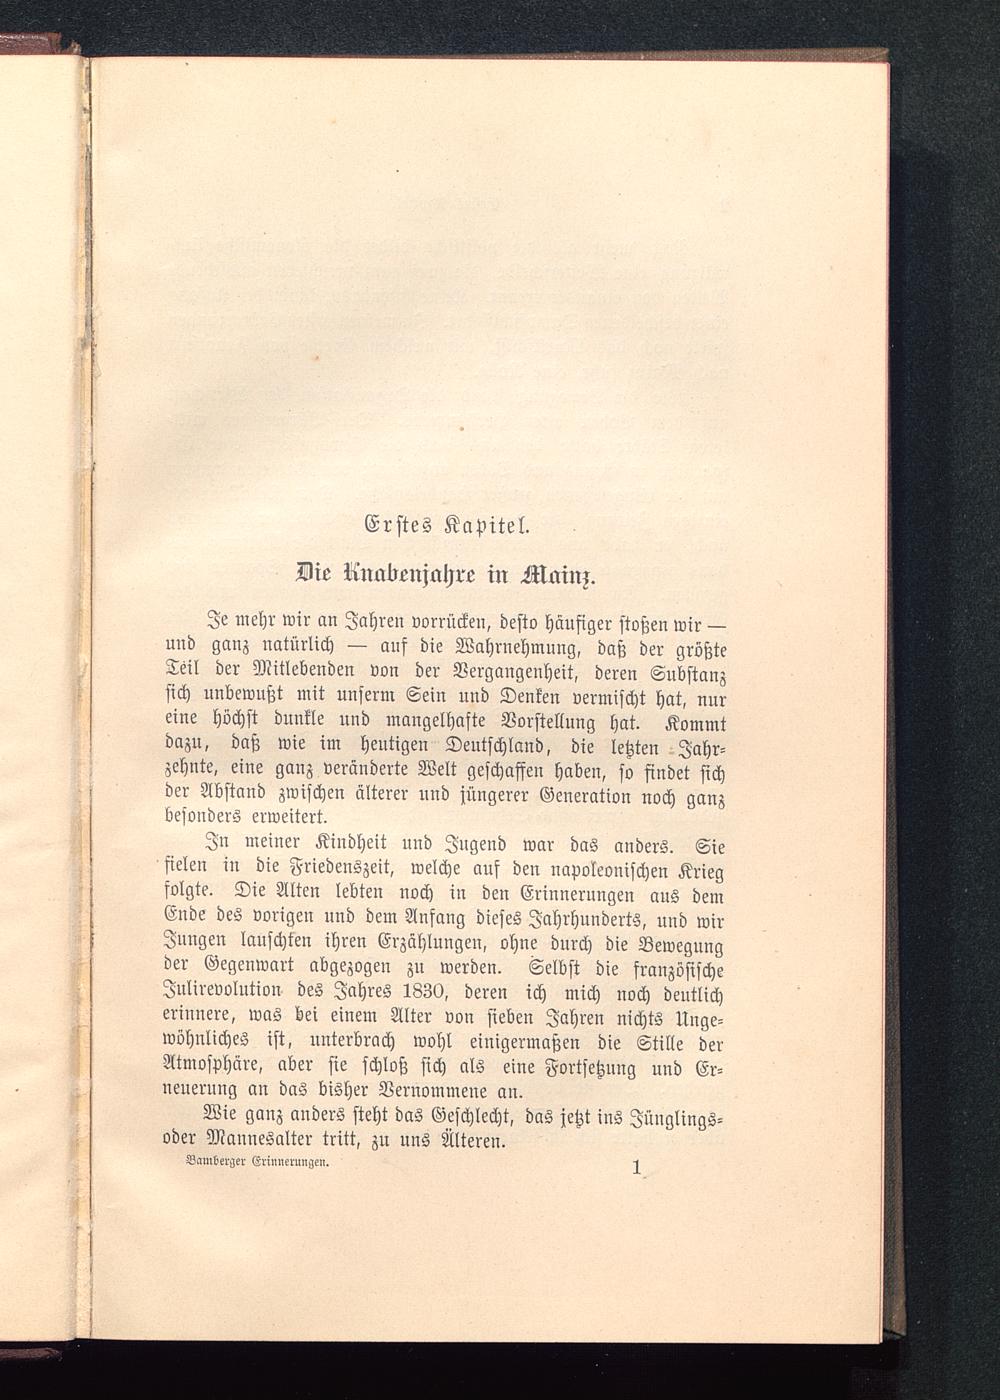 Erstes Kapitel.
Die Knabenjahre in Mainz.
Je mehr wir an Jahren vorrücken, desto häufiger stoßen wir —
und ganz natürlich — auf die Wahrnehmung, daß der größte
Teil der Mitlebenden von der Vergangenheit, deren Substanz
sich unbewußt mit unserm Sein und Denken vermischt hat, nur
eine höchst dunkle und mangelhafte Vorstellung hat. Kommt
dazu, daß wie im heutigen Deutschland, die letzten Jahr-
zehnte, eine ganz veränderte Welt geschaffen haben, so findet sich
der Abstand zwischen älterer und jüngerer Generation noch ganz
besonders erweitert.
In meiner Kindheit und Jugend war das anders. Sie
fielen in die Friedenszeit, welche auf den napoleonischen Krieg
folgte. Die Alten lebten noch in den Erinnerungen aus dem
Ende des vorigen und dem Anfang dieses Jahrhunderts, und wir
Jungen lauschten ihren Erzählungen, ohne durch die Bewegung
der Gegenwart abgezogen zu werden. Selbst die französische
Julirevolution des Jahres 1830, deren ich mich noch deutlich
erinnere, was bei einem Alter von sieben Jahren nichts Unge-
wöhnliches ist, unterbrach wohl einigermaßen die Stille der
Atmosphäre, aber sie schloß sich als eine Fortsetzung und Er-
neuerung an das bisher Vernommene an.
Wie ganz anders steht das Geschlecht, das jetzt ins Jünglings-
oder Mannesalter tritt, zu uns Älteren.
Bamberger Erinnerungen. 1